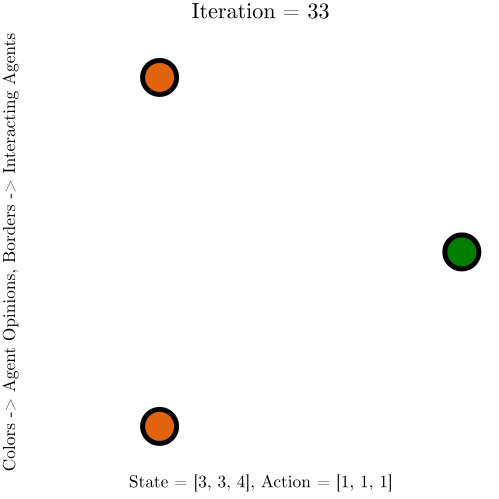 Iteration = 33
Colors -> Agent Opinions, Borders -> Interacting Agents
State = [3, 3, 4], Action = [1, 1, 1]